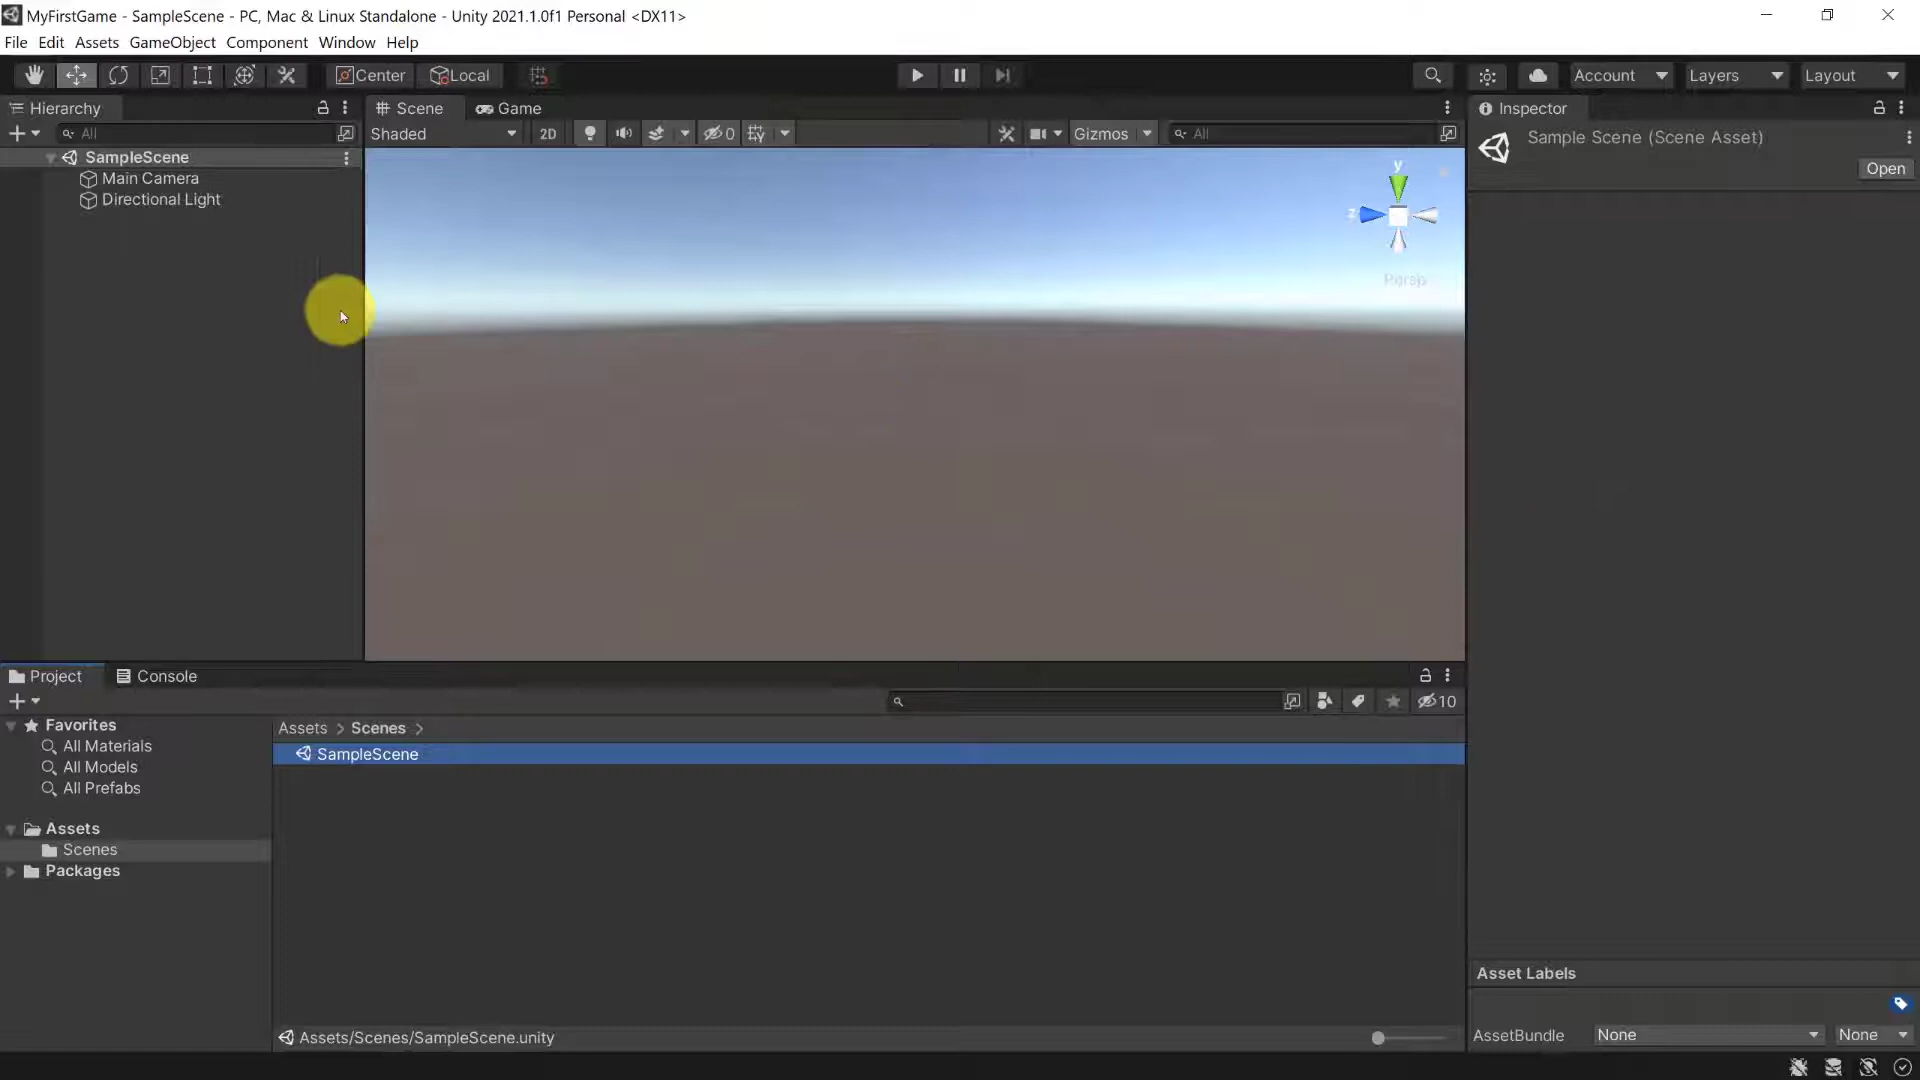 MyFirstGame - SampleScene - PC, Mac & Linux Standalone - Unity 2021.1.0f1 Personal <DX11>
File Edit Assets GameObject Component Window Help
Center Local Account Layers Layout
Hierarchy Scene Game Inspector
All Shaded 2D 0 Gizmos All
Sample Scene (Scene Asset)
Open
SampleScene
Main Camera
Directional Light
y
z
Persp
Project Console
10
Favorites
All Materials
All Models
All Prefabs
Assets
Scenes
Packages
Assets > Scenes >
SampleScene
Assets/Scenes/SampleScene.unity
Asset Labels
AssetBundle None None